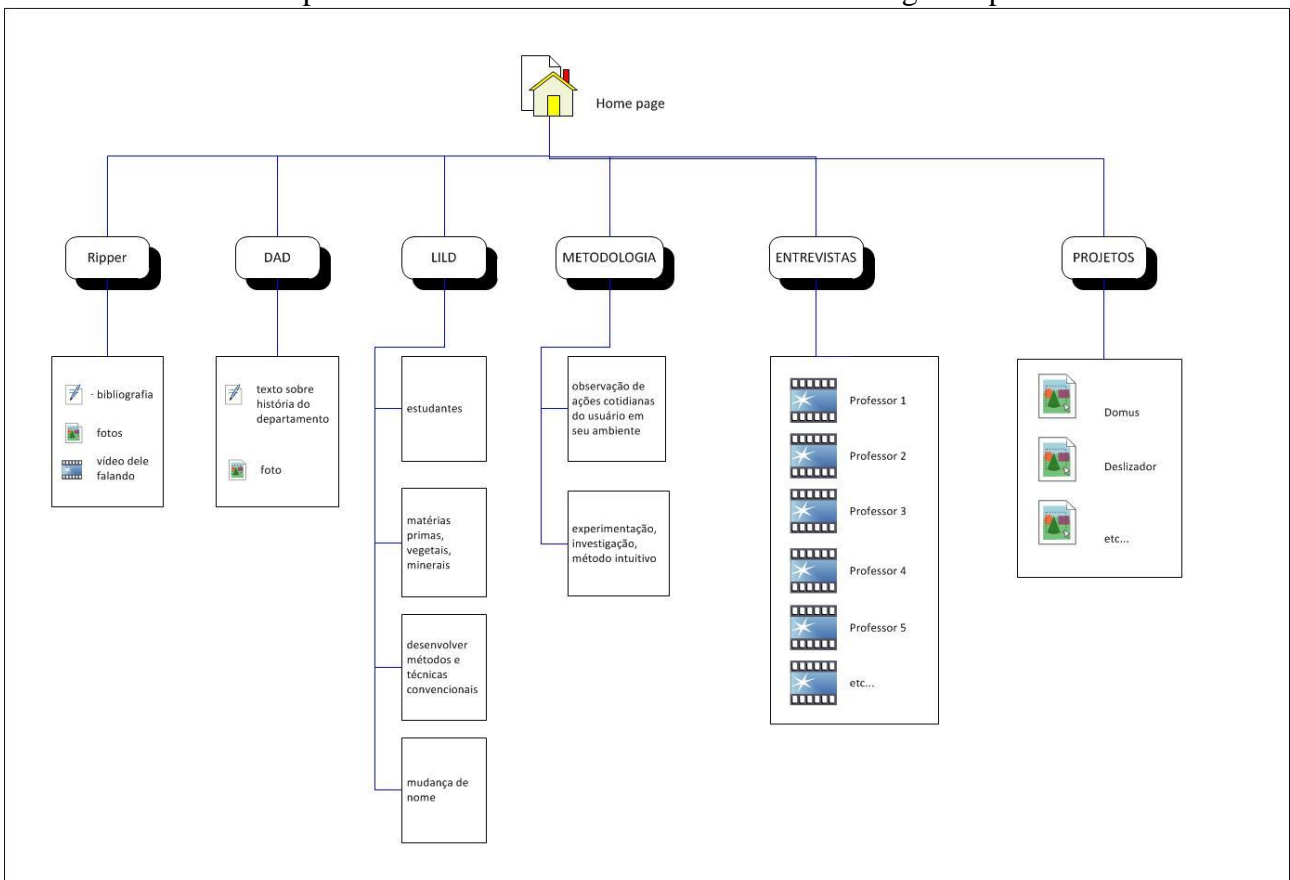 Home page
Ripper
DAD
LILD
METODOLOGIA
ENTREVISTAS
PROJETOS
· bibliografia
fotos
vídeo dele
falando
texto sobre
história do
departamento
foto
estudantes
matérias
primas,
vegetais,
minerais
desenvolver
métodos e
técnicas
convencionais
mudança de
nome
observação de
ações cotidianas
do usuário em
seu ambiente
experimentação,
investigação,
método intuitivo
Professor 1
Professor 2
Professor 3
Professor 4
Professor 5
etc...
Domus
Deslizador
etc...